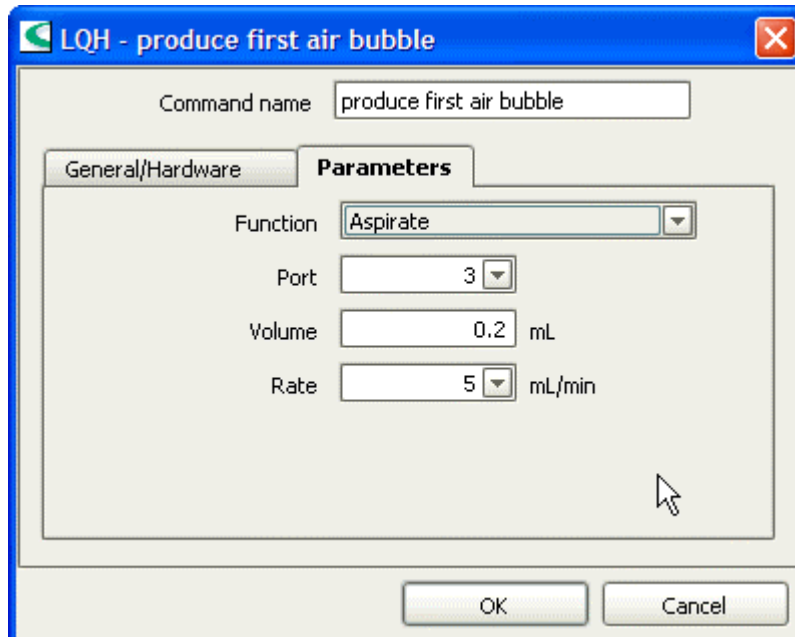 LQH - produce first air bubble
Command name produce first air bubble
General/Hardware Parameters
Function Aspirate
Port 3
Volume 0.2 mL
Rate 5 mL/min
OK Cancel